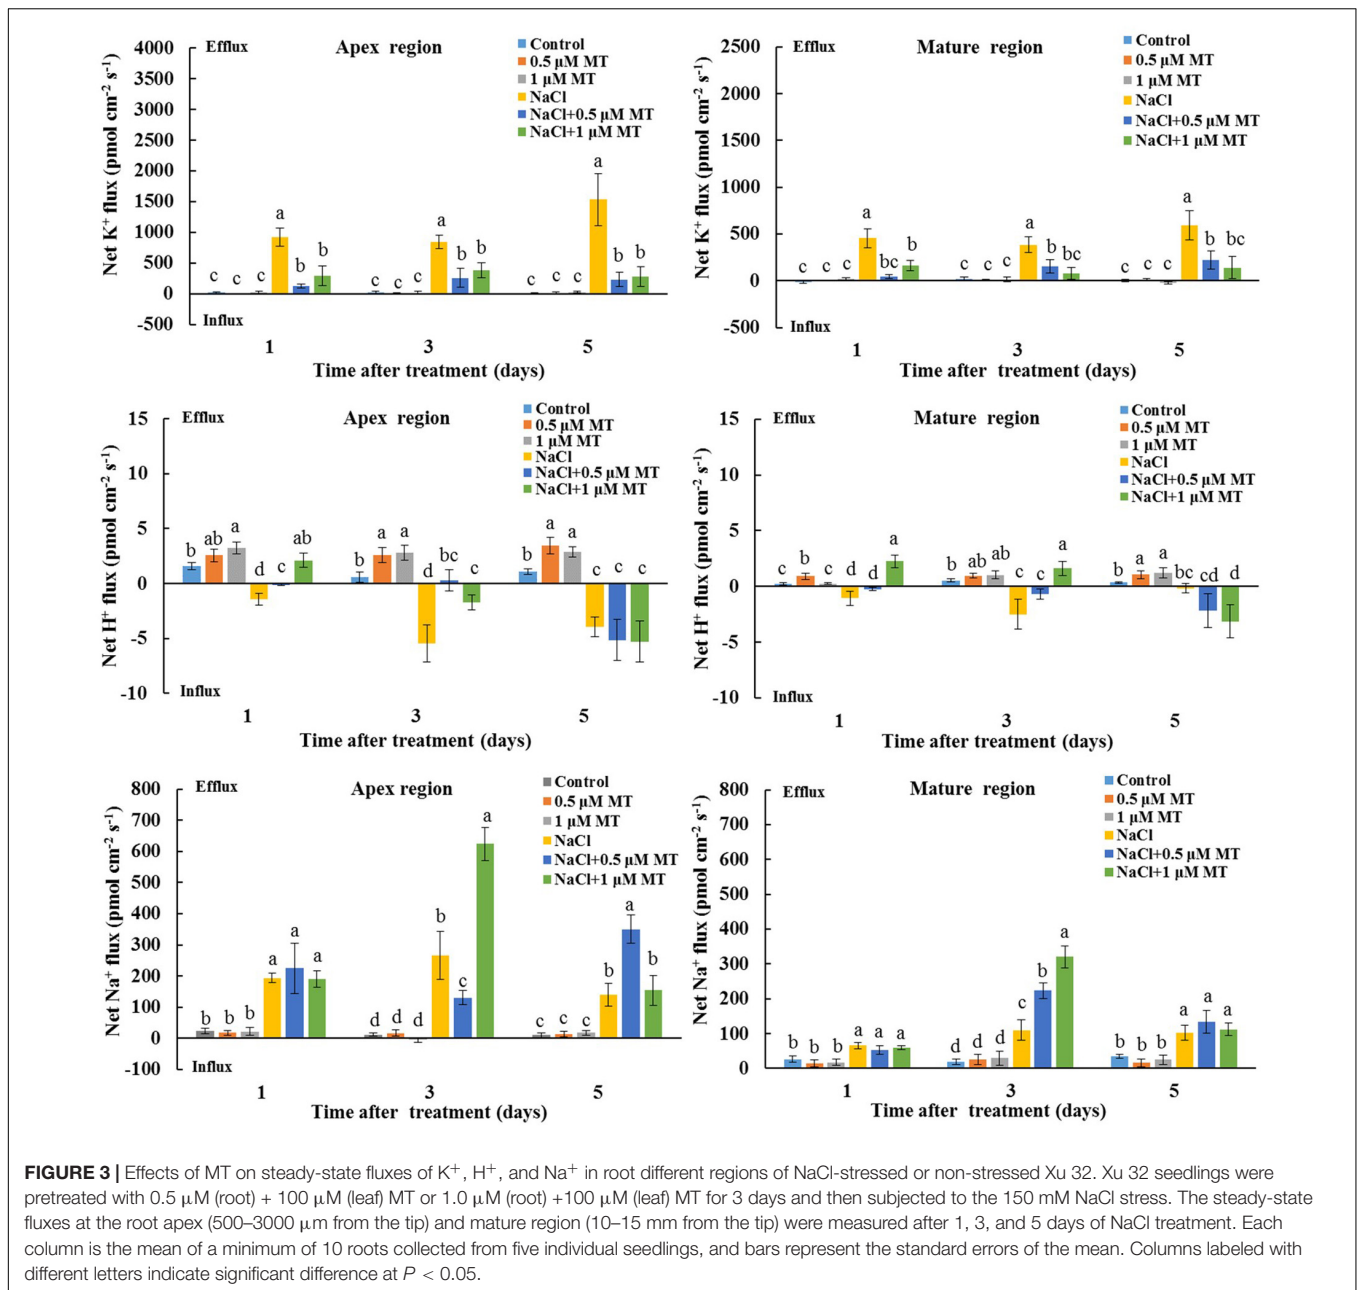 Efflux
Apex region
Control
0.5 µM MT
1 µM MT
NaCl
NaCl+0.5 µM MT
NaCl+1 µM MT
Net K⁺ flux (pmol cm⁻² s⁻¹)
4000
3500
3000
2500
2000
1500
1000
500
0
-500
c c c a b b
c c c a b b
c c c a b b
Influx
1 3 5
Time after treatment (days)
Efflux
Mature region
Control
0.5 µM MT
1 µM MT
NaCl
NaCl+0.5 µM MT
NaCl+1 µM MT
Net K⁺ flux (pmol cm⁻² s⁻¹)
2500
2000
1500
1000
500
0
-500
c c c a bc b
c c c a b bc
c c c a b bc
Influx
1 3 5
Time after treatment (days)
Efflux
Apex region
Control
0.5 µM MT
1 µM MT
NaCl
NaCl+0.5 µM MT
NaCl+1 µM MT
Net H⁺ flux (pmol cm⁻² s⁻¹)
15
10
5
0
-5
-10
b ab a d c ab
b a a d bc c
b a a c c c
Influx
1 3 5
Time after treatment (days)
Efflux
Mature region
Control
0.5 µM MT
1 µM MT
NaCl
NaCl+0.5 µM MT
NaCl+1 µM MT
Net H⁺ flux (pmol cm⁻² s⁻¹)
15
10
5
0
-5
-10
c b c d d a
b ab ab c c a
b a a bc cd d
Influx
1 3 5
Time after treatment (days)
Efflux
Apex region
Control
0.5 µM MT
1 µM MT
NaCl
NaCl+0.5 µM MT
NaCl+1 µM MT
Net Na⁺ flux (pmol cm⁻² s⁻¹)
800
700
600
500
400
300
200
100
0
-100
b b b a a a
d d d b c a
c c c b a b
Influx
1 3 5
Time after treatment (days)
Efflux
Mature region
Control
0.5 µM MT
1 µM MT
NaCl
NaCl+0.5 µM MT
NaCl+1 µM MT
Net Na⁺ flux (pmol cm⁻² s⁻¹)
800
700
600
500
400
300
200
100
0
b b b a a a
d d d c b a
b b b a a a
1 3 5
Time after treatment (days)
FIGURE 3 | Effects of MT on steady-state fluxes of K⁺, H⁺, and Na⁺ in root different regions of NaCl-stressed or non-stressed Xu 32. Xu 32 seedlings were
pretreated with 0.5 µM (root) + 100 µM (leaf) MT or 1.0 µM (root) +100 µM (leaf) MT for 3 days and then subjected to the 150 mM NaCl stress. The steady-state
fluxes at the root apex (500–3000 µm from the tip) and mature region (10–15 mm from the tip) were measured after 1, 3, and 5 days of NaCl treatment. Each
column is the mean of a minimum of 10 roots collected from five individual seedlings, and bars represent the standard errors of the mean. Columns labeled with
different letters indicate significant difference at P < 0.05.